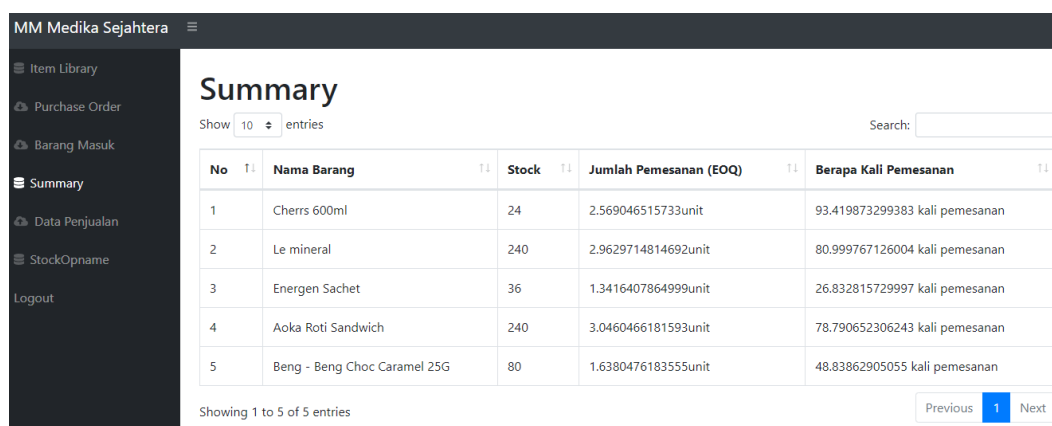 MM Medika Sejahtera
Item Library
Purchase Order
Barang Masuk
Summary
Data Penjualan
StockOpname
Logout
Summary
Show 10 entries Search:
No Nama Barang Stock Jumlah Pemesanan (EOQ) Berapa Kali Pemesanan
1 Cherrs 600ml 24 2.569046515733unit 93.419873299383 kali pemesanan
2 Le mineral 240 2.9629714814692unit 80.999767126004 kali pemesanan
3 Energen Sachet 36 1.3416407864999unit 26.832815729997 kali pemesanan
4 Aoka Roti Sandwich 240 3.0460466181593unit 78.790652306243 kali pemesanan
5 Beng - Beng Choc Caramel 25G 80 1.6380476183555unit 48.83862905055 kali pemesanan
Showing 1 to 5 of 5 entries Previous 1 Next